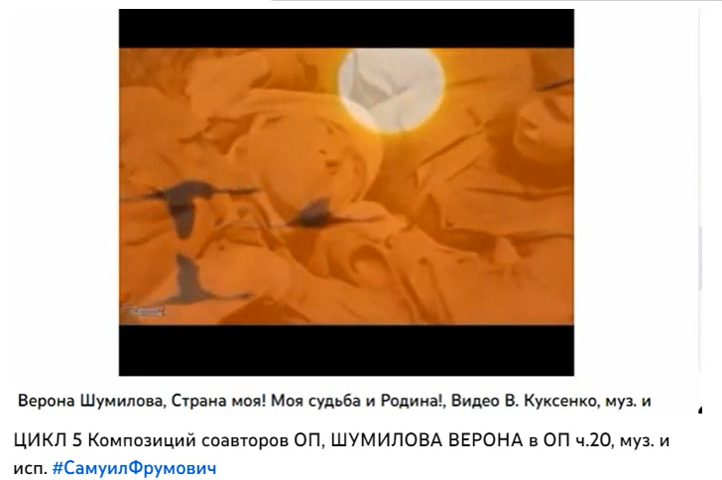 Верона Шумилова, Страна моя! Моя судьба и Родина!, Видео В. Куксенко, муз. и
ЦИКЛ 5 Композиций соавторов ОП, ШУМИЛОВА ВЕРОНА в ОП ч.20, муз. и
исп. #СамуилФрумович